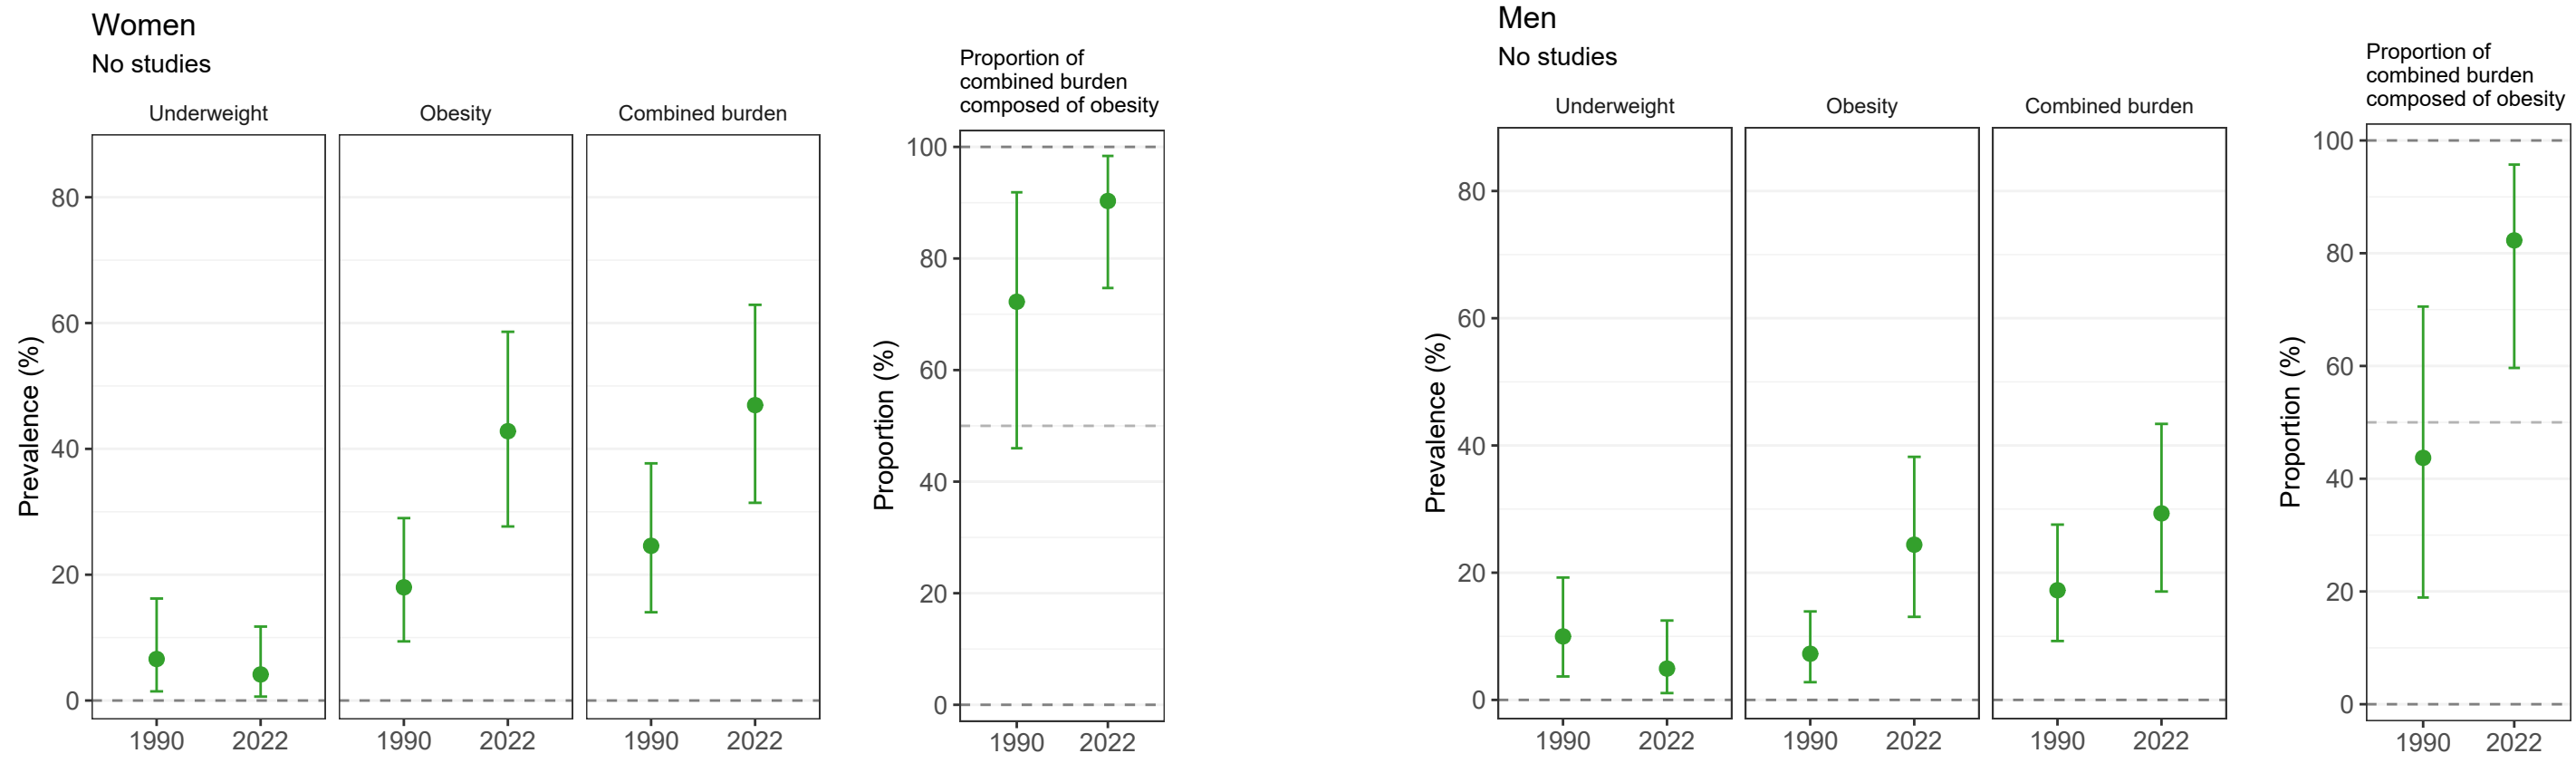 Women
No studies
Underweight
Obesity
Combined burden
Prevalence (%)
80
60
40
20
0
1990 2022
1990 2022
1990 2022
Proportion of
combined burden
composed of obesity
Proportion (%)
100
80
60
40
20
0
1990 2022
Men
No studies
Underweight
Obesity
Combined burden
Prevalence (%)
80
60
40
20
0
1990 2022
1990 2022
1990 2022
Proportion of
combined burden
composed of obesity
Proportion (%)
100
80
60
40
20
0
1990 2022